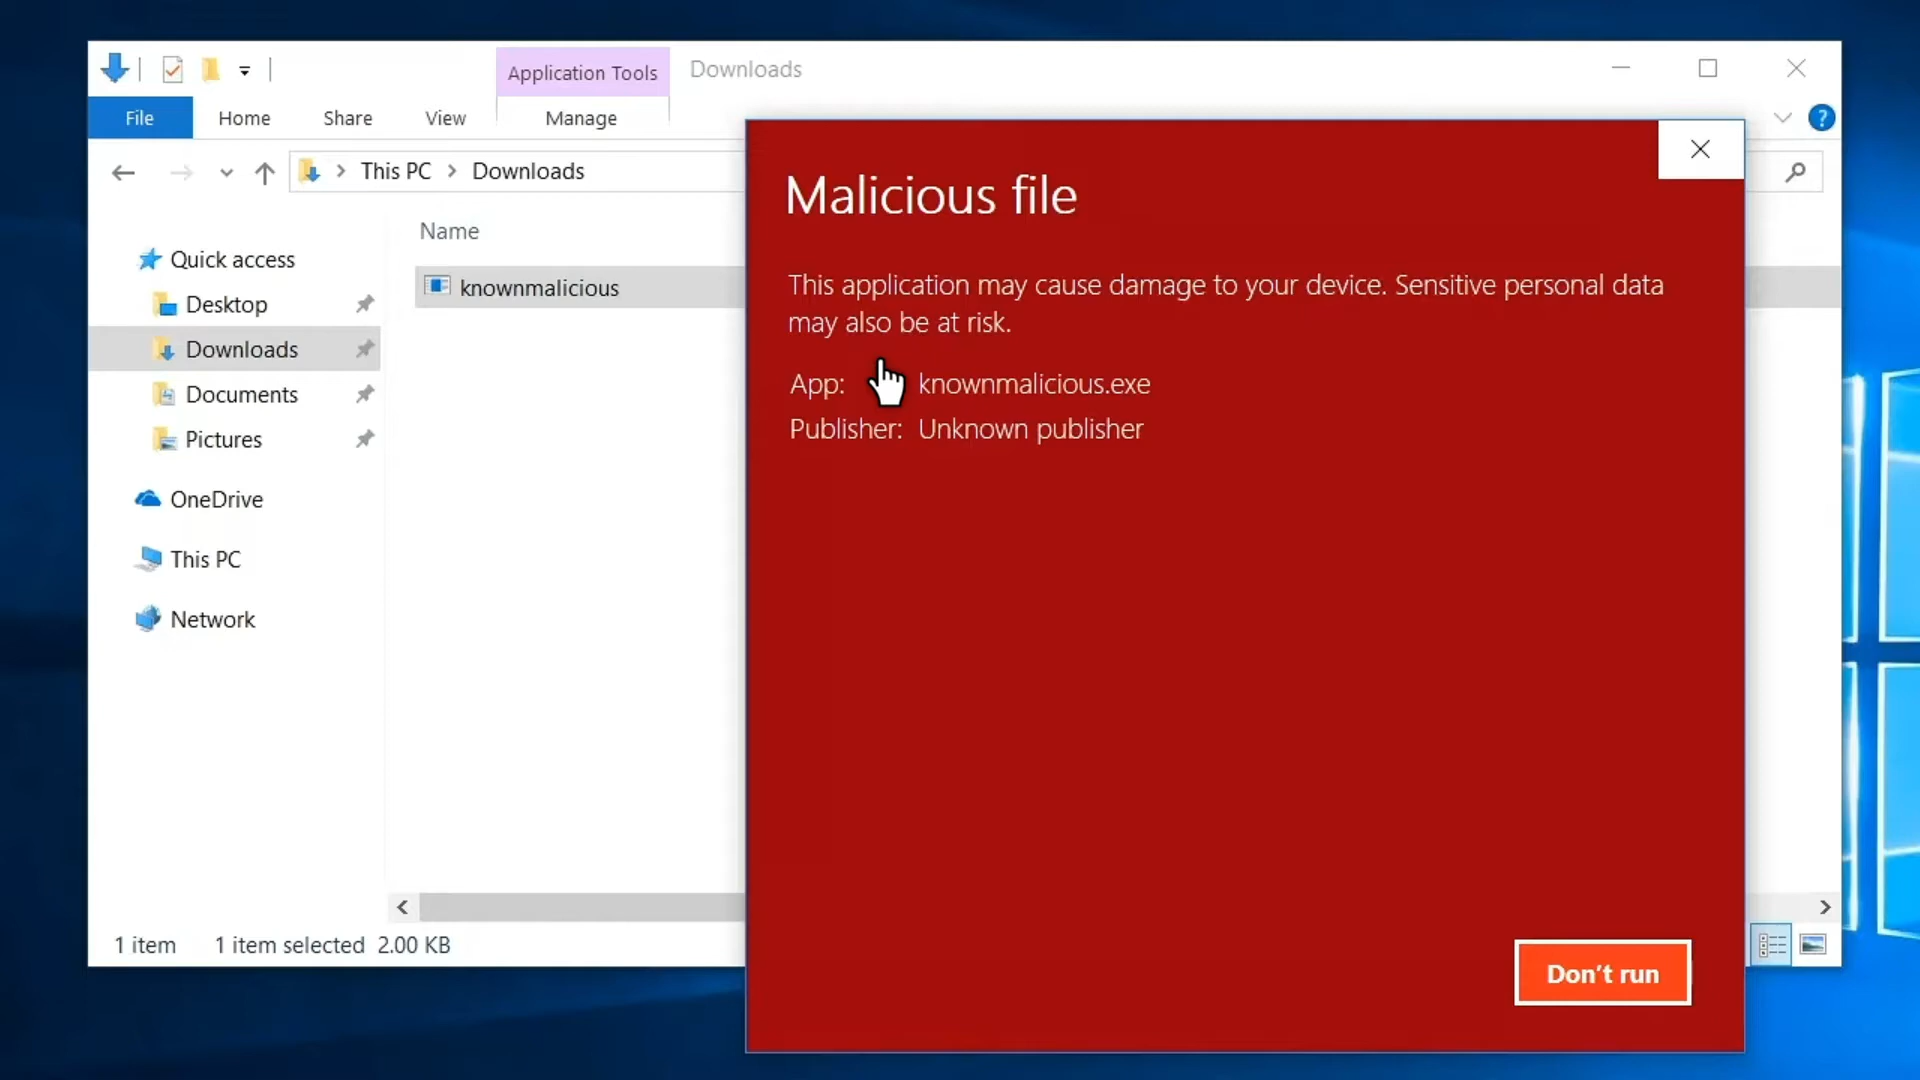 Application Tools
Downloads
File
Home
Share
View
Manage
?
This PC
Downloads
Name
Quick access
Desktop
Downloads
Documents
Pictures
OneDrive
This PC
Network
knownmalicious
Malicious file
This application may cause damage to your device. Sensitive personal data
may also be at risk.
App: knownmalicious.exe
Publisher: Unknown publisher
Don't run
1 item 1 item selected 2.00 KB